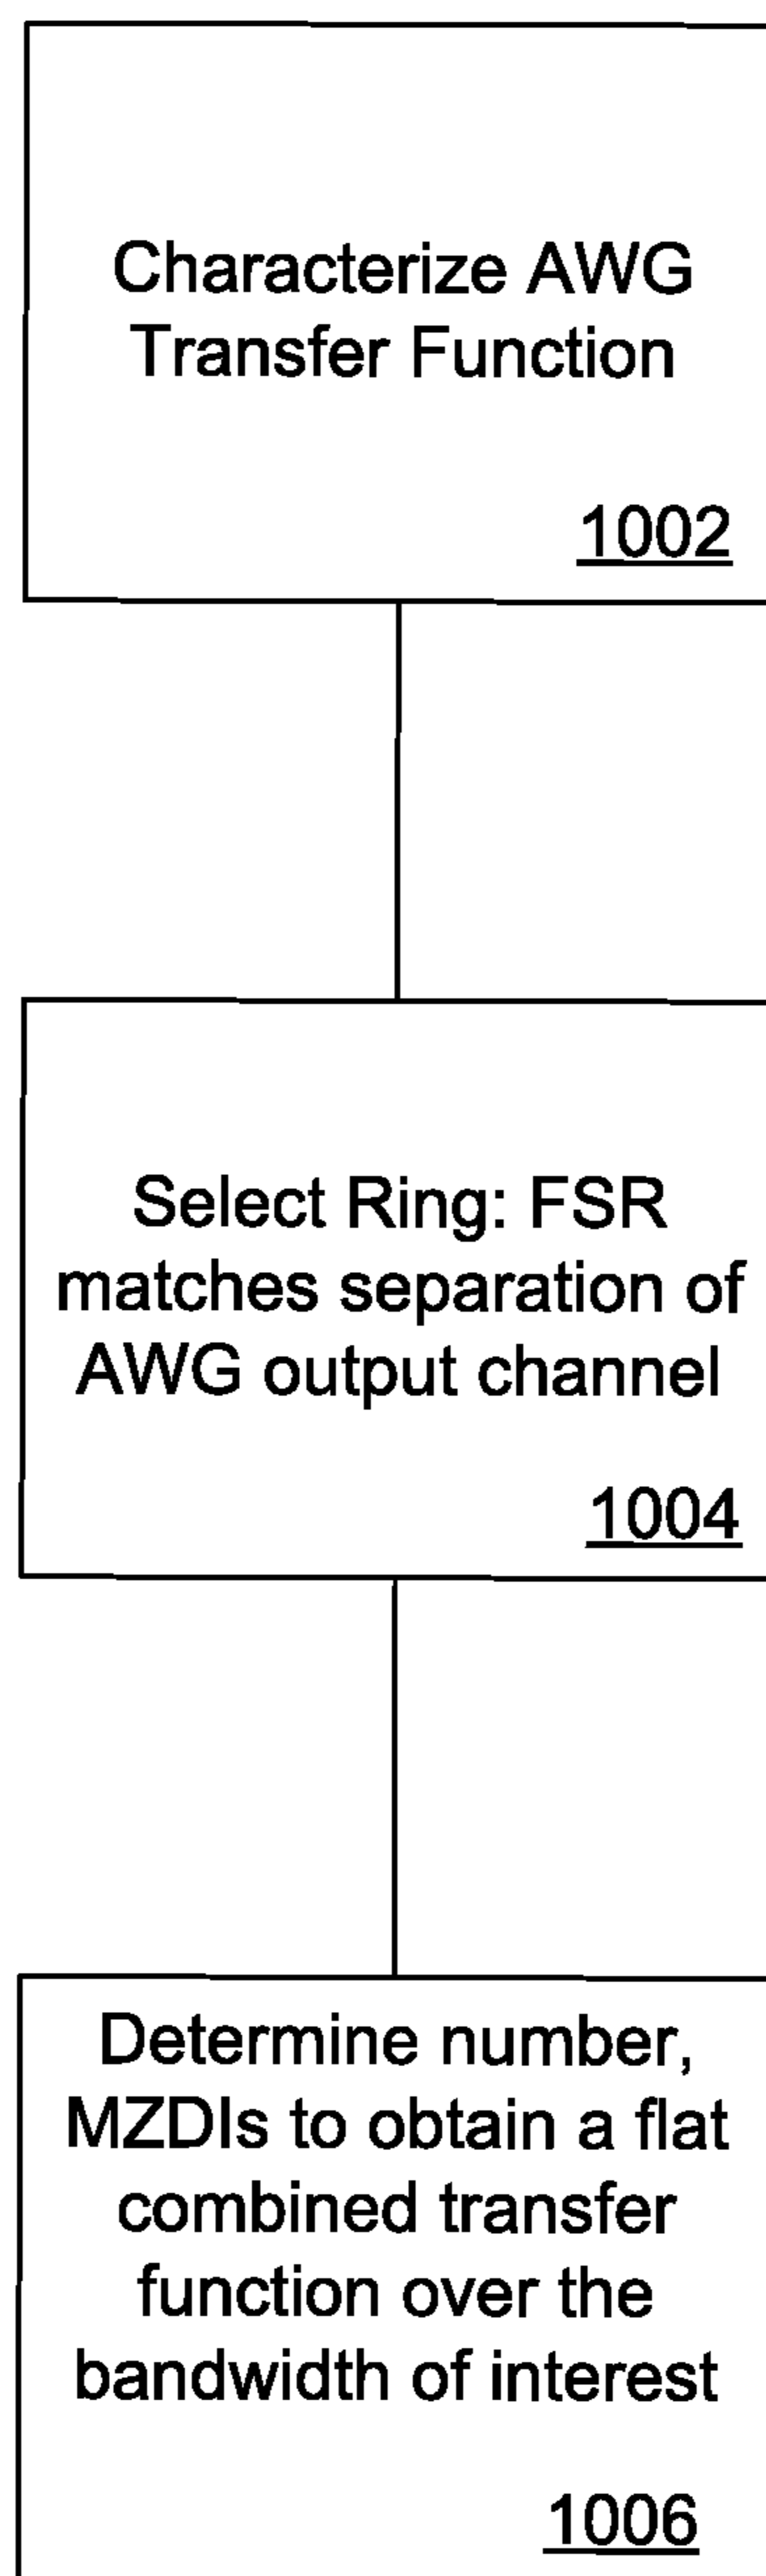 Characterize AWG
Transfer Function
1002
Select Ring: FSR
matches separation of
AWG output channel
1004
Determine number,
MZDIs to obtain a flat
combined transfer
function over the
bandwidth of interest
1006